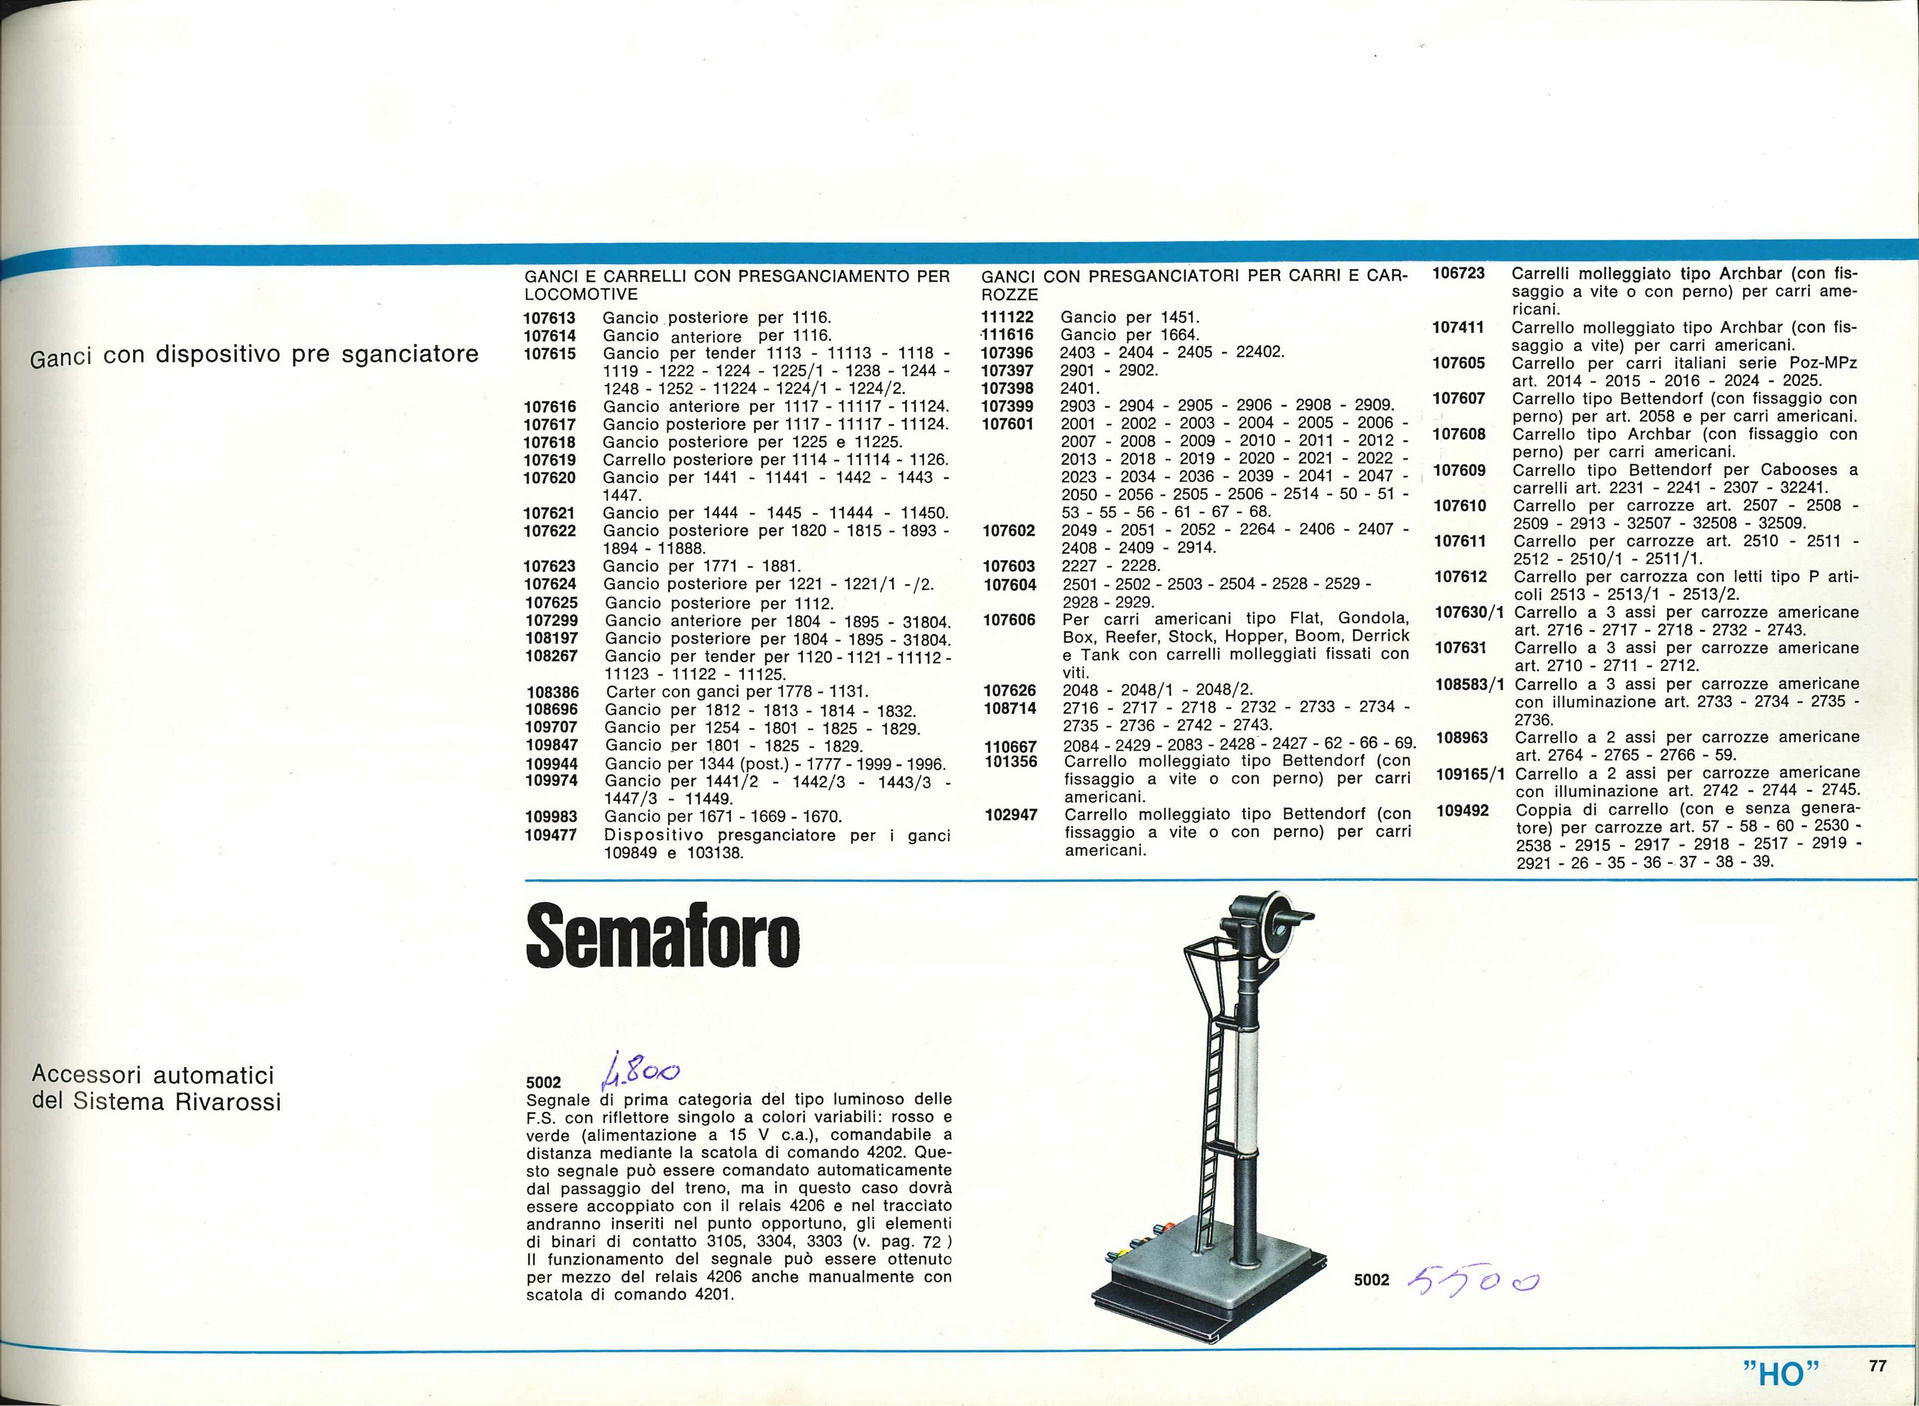 Ganci con dispositivo pre sganciatore
GANCI E CARRELLI CON PRESGANCIAMENTO PER
LOCOMOTIVE
107613 Gancio posteriore per 1116.
107614 Gancio anteriore per 1116.
107615 Gancio per tender 1113 - 11113 - 1118 -
1119 - 1222 - 1224 - 1225/1 - 1238 - 1244 -
1248 - 1252 - 11224 - 1224/1 - 1224/2.
107616 Gancio anteriore per 1117 - 11117 - 11124.
107617 Gancio posteriore per 1117 - 11117 - 11124.
107618 Gancio posteriore per 1225 e 11225.
107619 Carrello posteriore per 1114 - 11114 - 1126.
107620 Gancio per 1441 - 11441 - 1442 - 1443 -
1447.
107621 Gancio per 1444 - 1445 - 11444 - 11450.
107622 Gancio posteriore per 1820 - 1815 - 1893 -
1894 - 11888.
107623 Gancio per 1771 - 1881.
107624 Gancio posteriore per 1221 - 1221/1 -/2.
107625 Gancio posteriore per 1112.
107299 Gancio anteriore per 1804 - 1895 - 31804.
108197 Gancio posteriore per 1804 - 1895 - 31804.
108267 Gancio per tender per 1120 - 1121 - 11112 -
11123 - 11122 - 11125.
108386 Carter con ganci per 1778 - 1131.
108696 Gancio per 1812 - 1813 - 1814 - 1832.
109707 Gancio per 1254 - 1801 - 1825 - 1829.
109847 Gancio per 1801 - 1825 - 1829.
109944 Gancio per 1344 (post.) - 1777 - 1999 - 1996.
109974 Gancio per 1441/2 - 1442/3 - 1443/3 -
1447/3 - 11449.
109983 Gancio per 1671 - 1669 - 1670.
109477 Dispositivo presganciatore per i ganci
109849 e 103138.
GANCI CON PRESGANCIATORI PER CARRI E CAR-
ROZZE
111122 Gancio per 1451.
111616 Gancio per 1664.
107396 2403 - 2404 - 2405 - 22402.
107397 2901 - 2902.
107398 2401.
107399 2903 - 2904 - 2905 - 2906 - 2908 - 2909.
107601 2001 - 2002 - 2003 - 2004 - 2005 - 2006 -
2007 - 2008 - 2009 - 2010 - 2011 - 2012 -
2013 - 2018 - 2019 - 2020 - 2021 - 2022 -
2023 - 2034 - 2036 - 2039 - 2041 - 2047 -
2050 - 2056 - 2505 - 2506 - 2514 - 50 - 51 -
53 - 55 - 56 - 61 - 67 - 68.
107602 2049 - 2051 - 2052 - 2264 - 2406 - 2407 -
2408 - 2409 - 2914.
107603 2227 - 2228.
107604 2501 - 2502 - 2503 - 2504 - 2528 - 2529 -
2928 - 2929.
107606 Per carri americani tipo Flat, Gondola,
Box, Reefer, Stock, Hopper, Boom, Derrick
e Tank con carrelli molleggiati fissati con
viti.
107626 2048 - 2048/1 - 2048/2.
108714 2716 - 2717 - 2718 - 2732 - 2733 - 2734 -
2735 - 2736 - 2742 - 2743.
110667 2084 - 2429 - 2083 - 2428 - 2427 - 62 - 66 - 69.
101356 Carrello molleggiato tipo Bettendorf (con
fissaggio a vite o con perno) per carri
americani.
102947 Carrello molleggiato tipo Bettendorf (con
fissaggio a vite o con perno) per carri
americani.
106723 Carrelli molleggiato tipo Archbar (con fis-
saggio a vite o con perno) per carri ame-
ricani.
107411 Carrello molleggiato tipo Archbar (con fis-
saggio a vite) per carri americani.
107605 Carrello per carri italiani serie Poz-MPz
art. 2014 - 2015 - 2016 - 2024 - 2025.
107607 Carrello tipo Bettendorf (con fissaggio con
perno) per art. 2058 e per carri americani.
107608 Carrello tipo Archbar (con fissaggio con
perno) per carri americani.
107609 Carrello tipo Bettendorf per Cabooses a
carrelli art. 2231 - 2241 - 2307 - 32241.
107610 Carrello per carrozze art. 2507 - 2508 -
2509 - 2913 - 32507 - 32508 - 32509.
107611 Carrello per carrozze art. 2510 - 2511 -
2512 - 2510/1 - 2511/1.
107612 Carrello per carrozza con letti tipo P arti-
coli 2513 - 2513/1 - 2513/2.
107630/1 Carrello a 3 assi per carrozze americane
art. 2716 - 2717 - 2718 - 2732 - 2743.
107631 Carrello a 3 assi per carrozze americane
art. 2710 - 2711 - 2712.
108583/1 Carrello a 3 assi per carrozze americane
con illuminazione art. 2733 - 2734 - 2735 -
2736.
108963 Carrello a 2 assi per carrozze americane
art. 2764 - 2765 - 2766 - 59.
109165/1 Carrello a 2 assi per carrozze americane
con illuminazione art. 2742 - 2744 - 2745.
109492 Coppia di carrello (con e senza genera-
tore) per carrozze art. 57 - 58 - 60 - 2530 -
2538 - 2915 - 2917 - 2918 - 2517 - 2919 -
2921 - 26 - 35 - 36 - 37 - 38 - 39.
Semaforo
Accessori automatici
del Sistema Rivarossi
5002 4.800
Segnale di prima categoria del tipo luminoso delle
F.S. con riflettore singolo a colori variabili: rosso e
verde (alimentazione a 15 V c.a.), comandabile a
distanza mediante la scatola di comando 4202. Que-
sto segnale può essere comandato automaticamente
dal passaggio del treno, ma in questo caso dovrà
essere accoppiato con il relais 4206 e nel tracciato
andranno inseriti nel punto opportuno, gli elementi
di binari di contatto 3105, 3304, 3303 (v. pag. 72 )
Il funzionamento del segnale può essere ottenuto
per mezzo del relais 4206 anche manualmente con
scatola di comando 4201.
5002 5500
"HO" 77